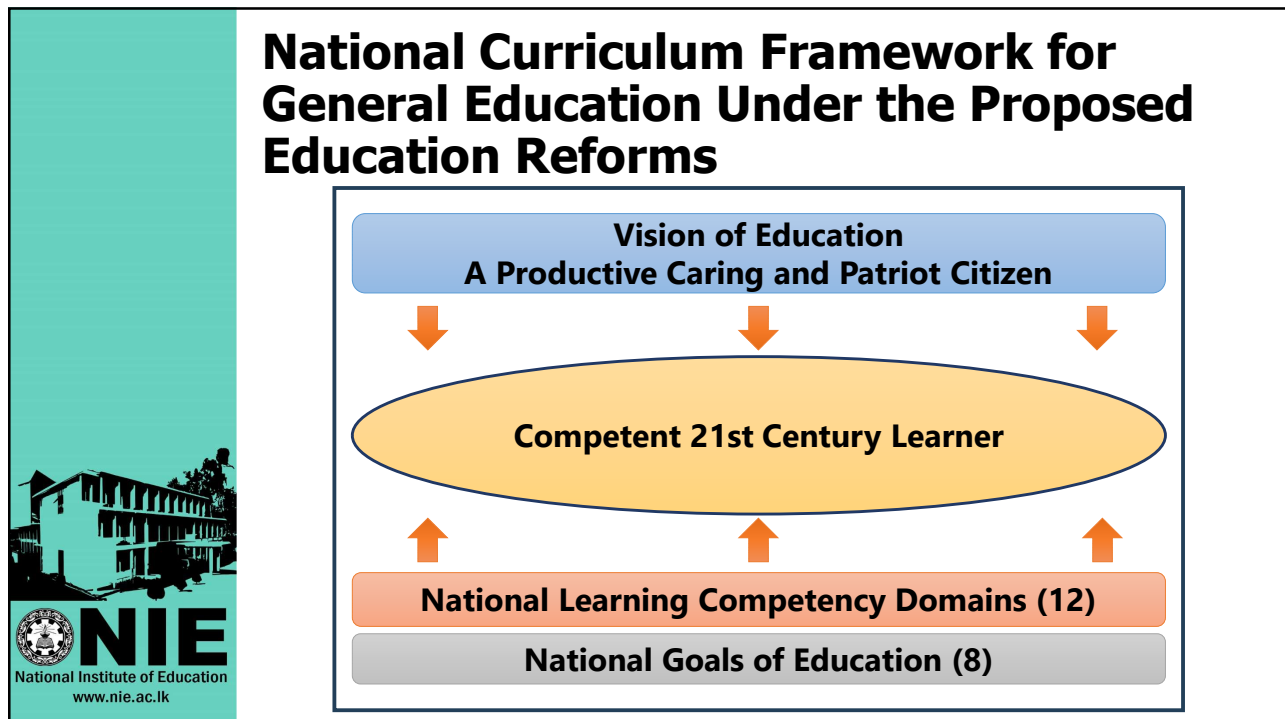 National Curriculum Framework for
General Education Under the Proposed
Education Reforms
Vision of Education
A Productive Caring and Patriot Citizen
Competent 21st Century Learner
National Learning Competency Domains (12)
National Goals of Education (8)
NIE
National Institute of Education
www.nie.ac.lk